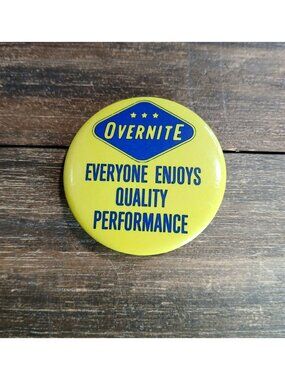 OVERNITE
EVERYONE ENJOYS
QUALITY
PERFORMANCE